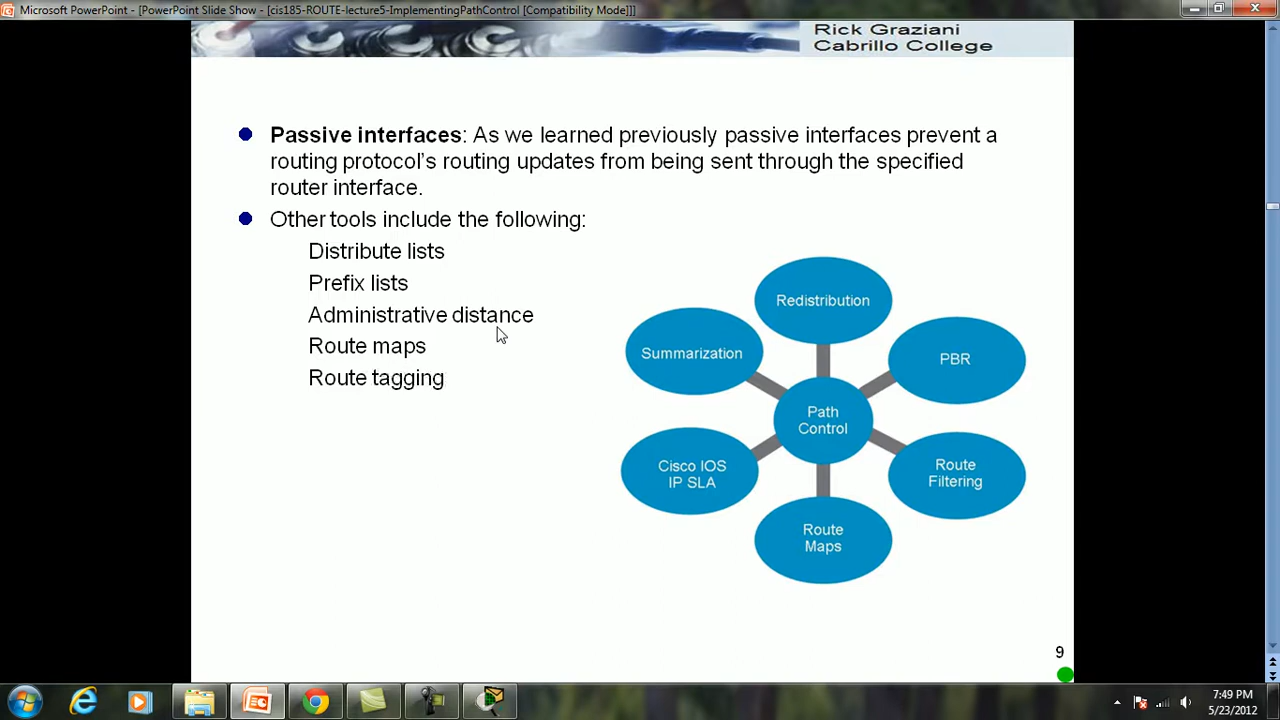 Microsoft PowerPoint - [PowerPoint Slide Show - [cis185-ROUTE-lecture5-ImplementingPathControl [Compatibility Mode]]]
Rick Graziani
Cabrillo College
Passive interfaces: As we learned previously passive interfaces prevent a
routing protocol's routing updates from being sent through the specified
router interface.
Other tools include the following:
Distribute lists
Prefix lists
Administrative distance
Route maps
Route tagging
Redistribution
Summarization
PBR
Path
Control
Cisco IOS
IP SLA
Route
Filtering
Route
Maps
9
7:49 PM
5/23/2012